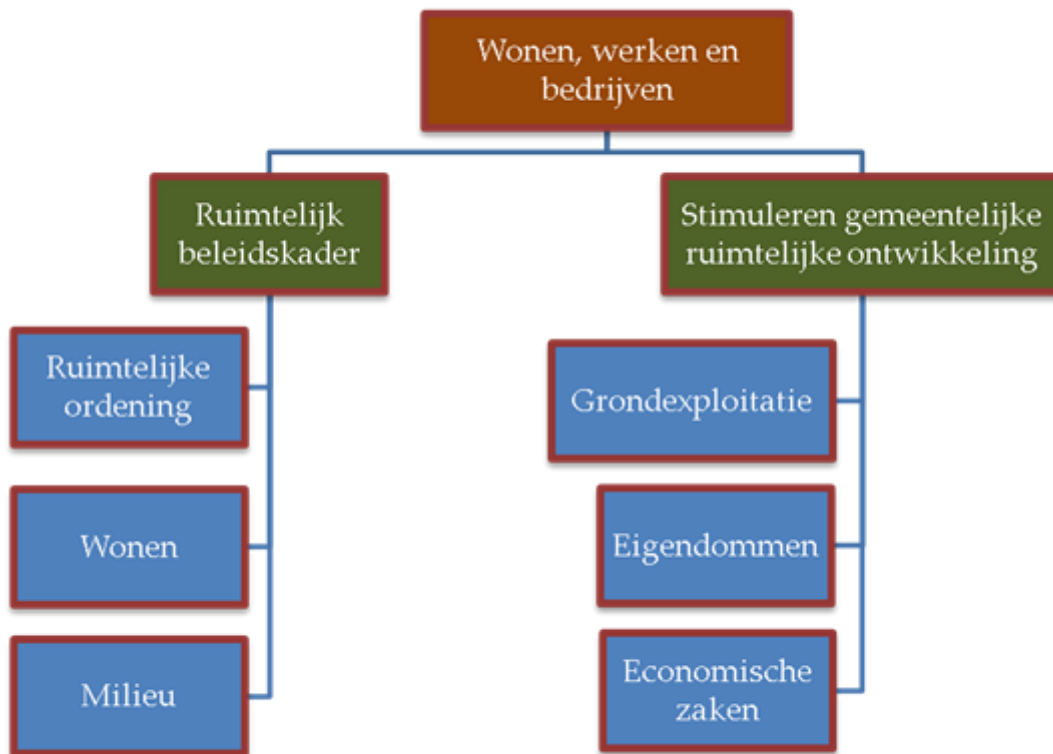 Wonen, werken en
bedrijven
Ruimtelijk
beleidskader
Stimuleren gemeentelijke
ruimtelijke ontwikkeling
Ruimtelijke
ordening
Wonen
Milieu
Grondexploitatie
Eigendommen
Economische
zaken